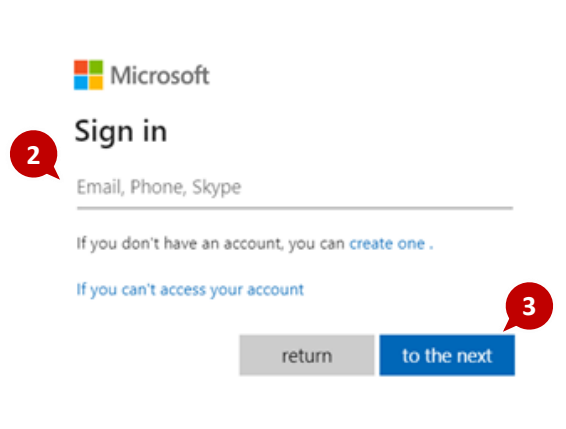 Microsoft
Sign in
2
Email, Phone, Skype
If you don't have an account, you can create one .
If you can't access your account
3
return
to the next